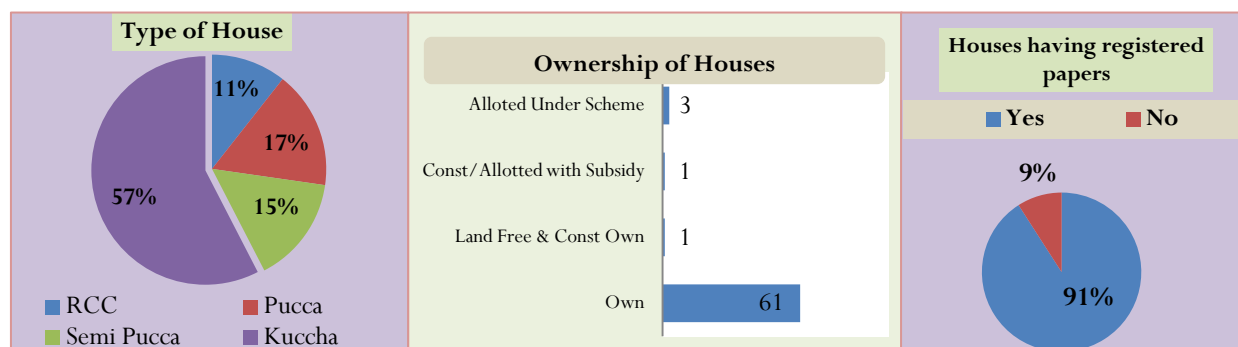 Type of House
11%
17%
15%
57%
RCC
Pucca
Semi Pucca
Kuccha
Ownership of Houses
Alloted Under Scheme
3
Const/Allotted with Subsidy
1
Land Free & Const Own
1
Own
61
Houses having registered
papers
Yes
No
9%
91%